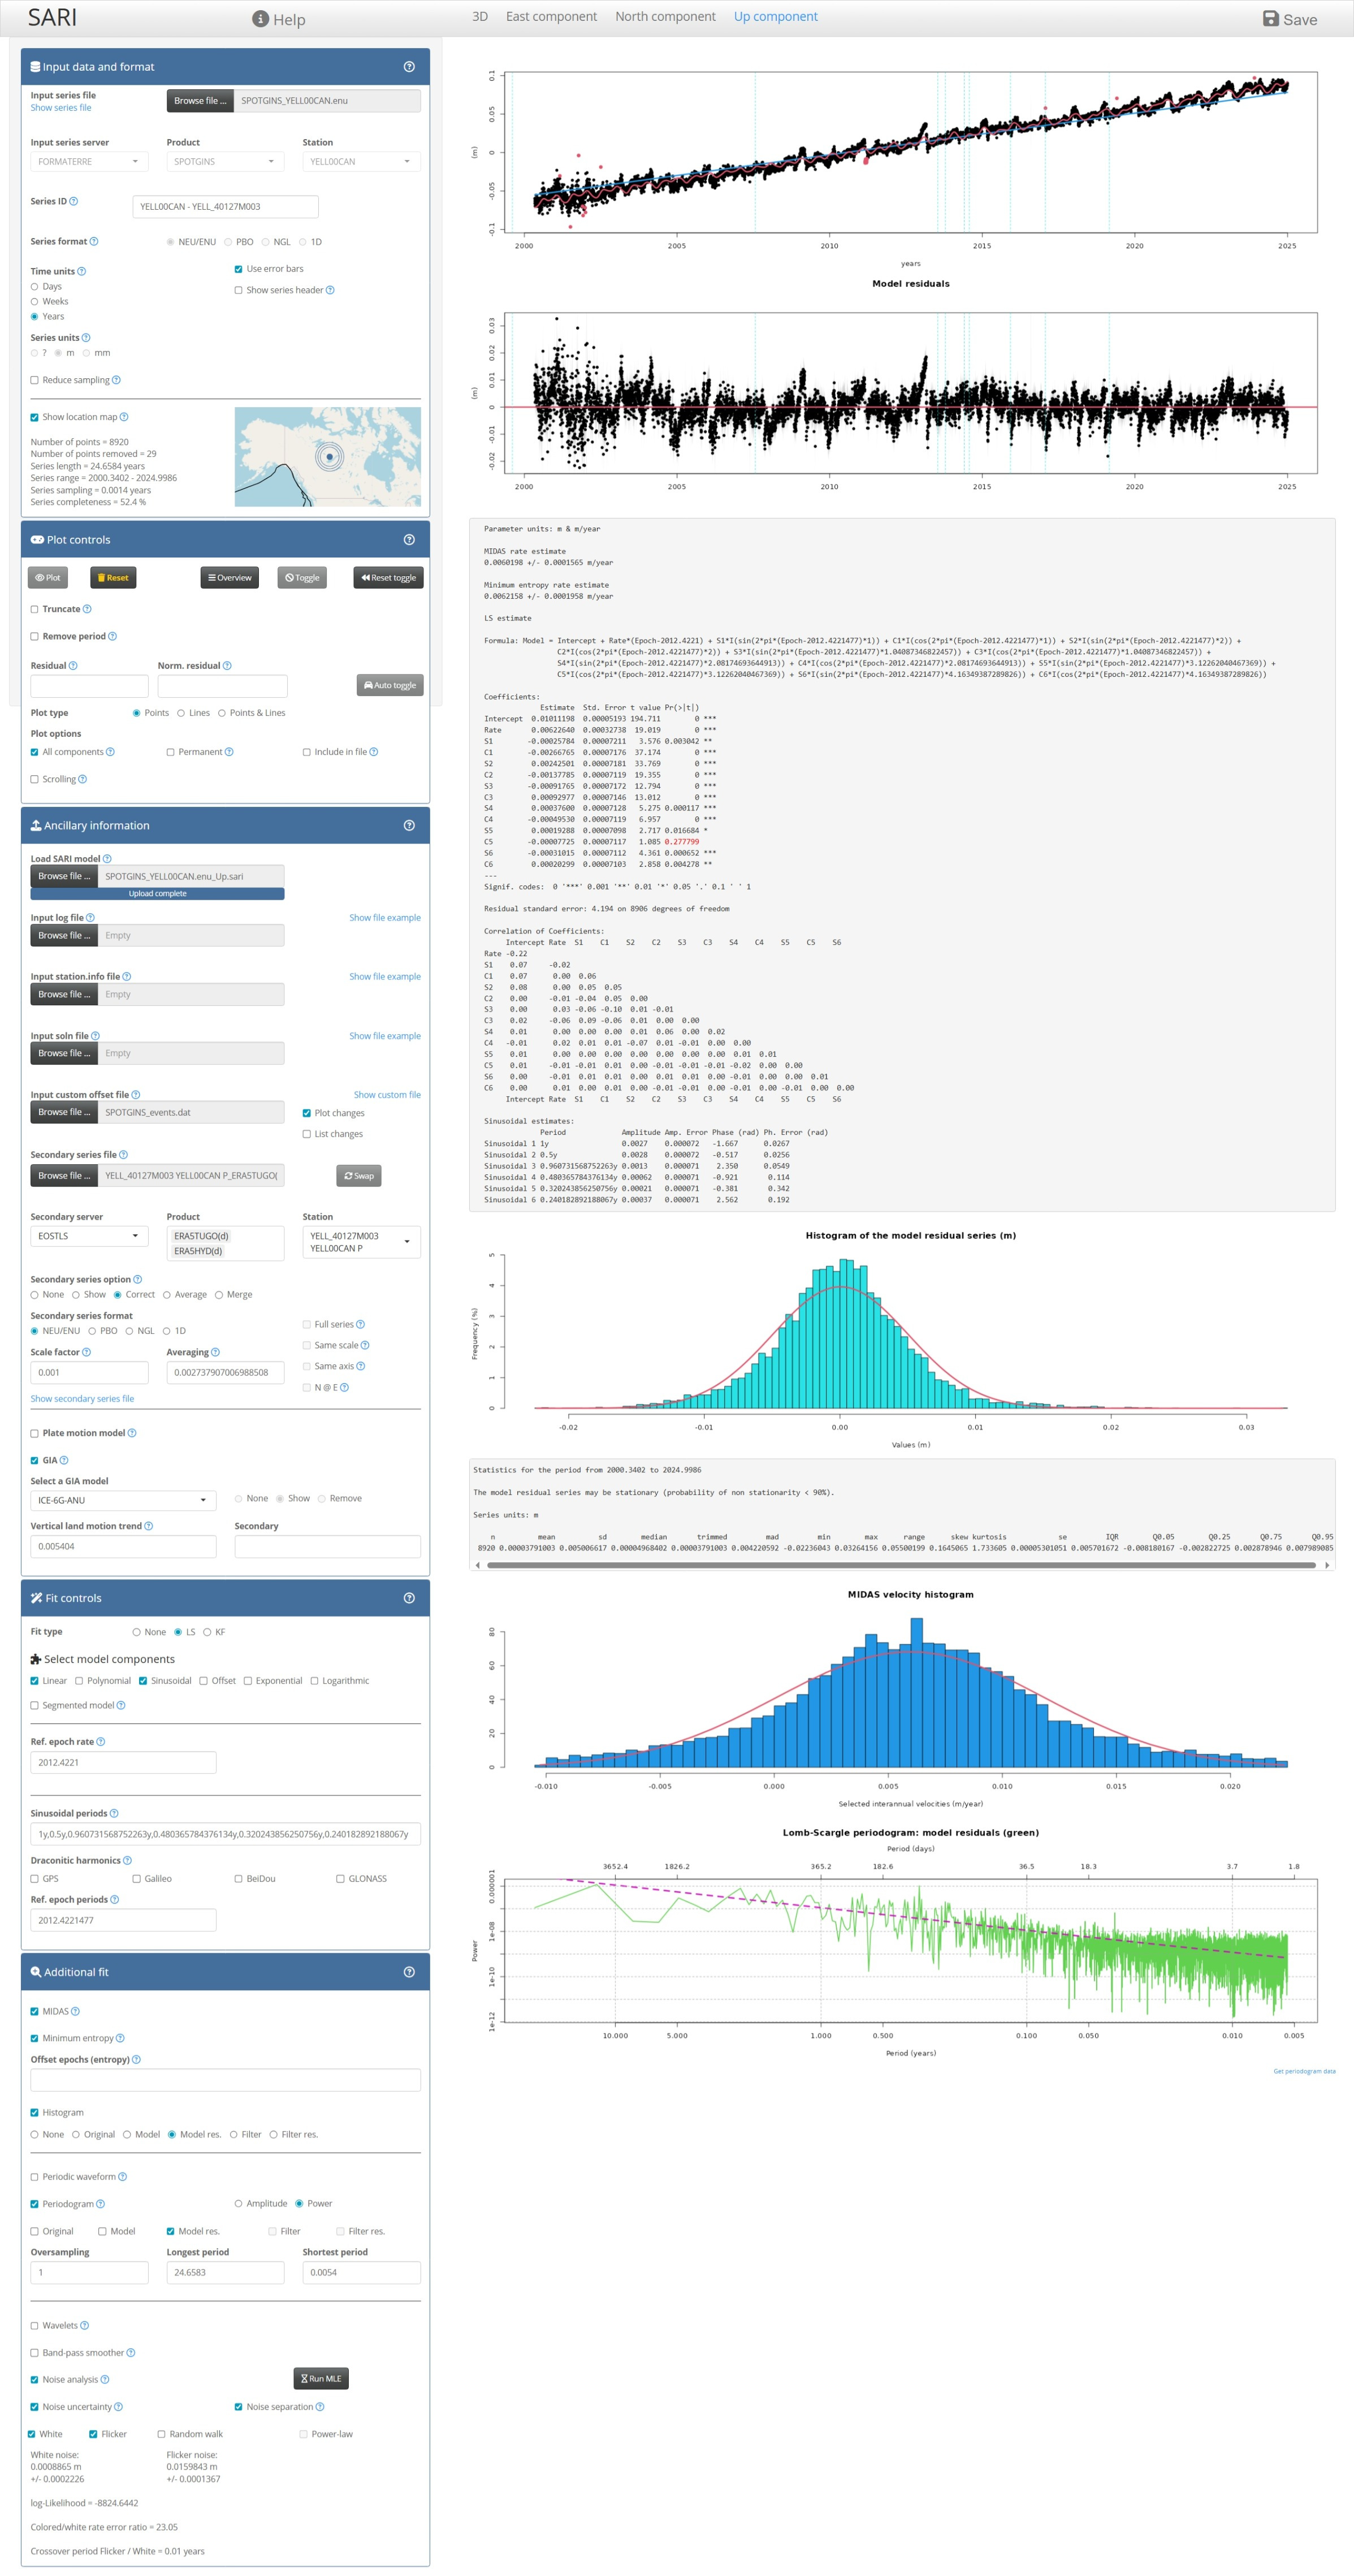 SARI
Help
3D East component North component Up component
Save
Input data and format
Input series file
Show series file
Browse file ... SPOTGINS_YELL00CAN.enu
Input series server Product Station
FORMATERRE SPOTGINS YELL00CAN
Series ID YELL00CAN - YELL_40127M003
Series format NEU/ENU PBO NGL 1D
Time units
Use error bars
Days
Show series header
Weeks
Years
Series units
? m mm
Reduce sampling
Show location map
Number of points = 8920
Number of points removed = 29
Series length = 24.6584 years
Series range = 2000.3402 - 2024.9986
Series sampling = 0.0014 years
Series completeness = 52.4 %
Plot controls
Plot Reset Overview Toggle Reset toggle
Truncate
Remove period
Residual Norm. residual
Auto toggle
Plot type Points Lines Points & Lines
Plot options
All components Permanent Include in file
Scrolling
Ancillary information
Load SARI model
Browse file ... SPOTGINS_YELL00CAN.enu_Up.sari
Upload complete
Input log file Show file example
Browse file ... Empty
Input station.info file Show file example
Browse file ... Empty
Input soln file Show file example
Browse file ... Empty
Input custom offset file Show custom file
Browse file ... SPOTGINS_events.dat
Plot changes
List changes
Secondary series file
Browse file ... YELL_40127M003 YELL00CAN P_ERA5TUGO(
Swap
Secondary server Product Station
EOSTLS
ERA5TUGO(d)
ERA5HYD(d)
YELL_40127M003
YELL00CAN P
Secondary series option
None Show Correct Average Merge
Secondary series format
NEU/ENU PBO NGL 1D
Full series
Same scale
Same axis
N @ E
Scale factor Averaging
0.001 0.002737907006988508
Show secondary series file
Plate motion model
GIA
Select a GIA model
ICE-6G-ANU
None Show Remove
Vertical land motion trend Secondary
0.005404
Fit controls
Fit type None LS KF
Select model components
Linear Polynomial Sinusoidal Offset Exponential Logarithmic
Segmented model
Ref. epoch rate
2012.4221
Sinusoidal periods
1y,0.5y,0.960731568752263y,0.480365784376134y,0.320243856250756y,0.240182892188067y
Draconitic harmonics
GPS Galileo BeiDou GLONASS
Ref. epoch periods
2012.4221477
Additional fit
MIDAS
Minimum entropy
Offset epochs (entropy)
Histogram
None Original Model Model res. Filter Filter res.
Periodic waveform
Periodogram Amplitude Power
Original Model Model res. Filter Filter res.
Oversampling Longest period Shortest period
1 24.6583 0.0054
Wavelets
Band-pass smoother
Noise analysis
Run MLE
Noise uncertainty Noise separation
White Flicker Random walk Power-law
White noise: Flicker noise:
0.0008865 m 0.0159843 m
+/- 0.0002226 +/- 0.0001367
log-Likelihood = -8824.6442
Colored/white rate error ratio = 23.05
Crossover period Flicker / White = 0.01 years
(m)
0.1
0.05
0
-0.05
-0.1
2000 2005 2010 2015 2020 2025
years
Model residuals
(m)
0.03
0.02
0.01
0
-0.01
-0.02
2000 2005 2010 2015 2020 2025
Parameter units: m & m/year
MIDAS rate estimate
0.0060198 +/- 0.0001565 m/year
Minimum entropy rate estimate
0.0062158 +/- 0.0001958 m/year
LS estimate
Formula: Model = Intercept + Rate*(Epoch-2012.4221) + S1*I(sin(2*pi*(Epoch-2012.4221477)*1)) + C1*I(cos(2*pi*(Epoch-2012.4221477)*1)) + S2*I(sin(2*pi*(Epoch-2012.4221477)*2)) +
C2*I(cos(2*pi*(Epoch-2012.4221477)*2)) + S3*I(sin(2*pi*(Epoch-2012.4221477)*1.04087346822457)) + C3*I(cos(2*pi*(Epoch-2012.4221477)*1.04087346822457)) +
S4*I(sin(2*pi*(Epoch-2012.4221477)*2.08174693644913)) + C4*I(cos(2*pi*(Epoch-2012.4221477)*2.08174693644913)) + S5*I(sin(2*pi*(Epoch-2012.4221477)*3.12262040467369)) +
C5*I(cos(2*pi*(Epoch-2012.4221477)*3.12262040467369)) + S6*I(sin(2*pi*(Epoch-2012.4221477)*4.16349387289826)) + C6*I(cos(2*pi*(Epoch-2012.4221477)*4.16349387289826))
Coefficients:
Estimate Std. Error t value Pr(>|t|)
Intercept 0.01011198 0.00005193 194.711 0 ***
Rate 0.00622640 0.00032738 19.019 0 ***
S1 -0.00025784 0.00007211 3.576 0.003042 **
C1 -0.00266765 0.00007176 37.174 0 ***
S2 0.00242501 0.00007181 33.769 0 ***
C2 -0.00137785 0.00007119 19.355 0 ***
S3 -0.00091765 0.00007172 12.794 0 ***
C3 0.00092977 0.00007146 13.012 0 ***
S4 0.00037600 0.00007128 5.275 0.000117 ***
C4 -0.00049530 0.00007119 6.957 0 ***
S5 0.00019288 0.00007098 2.717 0.016684 *
C5 -0.00007725 0.00007117 1.085 0.277799
S6 -0.00031015 0.00007112 4.361 0.000652 ***
C6 0.00020299 0.00007103 2.858 0.004278 **
---
Signif. codes: 0 '***' 0.001 '**' 0.01 '*' 0.05 '.' 0.1 ' ' 1
Residual standard error: 4.194 on 8906 degrees of freedom
Correlation of Coefficients:
Intercept Rate S1 C1 S2 C2 S3 C3 S4 C4 S5 C5 S6
Rate -0.22
S1 0.07 -0.02
C1 0.07 0.00 0.06
S2 0.08 0.00 0.05 0.05
C2 0.00 -0.01 -0.04 0.05 0.00
S3 0.00 0.03 -0.06 -0.10 0.01 -0.01
C3 0.02 -0.06 0.09 -0.06 0.01 0.00 0.00
S4 0.01 0.00 0.00 0.00 0.01 0.06 0.00 0.02
C4 -0.01 0.02 0.01 0.01 -0.07 0.01 -0.01 0.00 0.00
S5 0.01 0.00 0.00 0.00 0.00 0.00 0.00 0.00 0.01 0.01
C5 0.01 -0.01 -0.01 0.01 0.00 -0.01 -0.01 -0.01 -0.02 0.00 0.00
S6 0.00 -0.01 0.01 0.01 0.00 0.01 0.01 0.00 -0.01 0.00 0.00 0.01
C6 0.00 0.01 0.00 0.01 0.00 -0.01 -0.01 0.00 -0.01 0.00 -0.01 0.00 0.00
Intercept Rate S1 C1 S2 C2 S3 C3 S4 C4 S5 C5 S6
Sinusoidal estimates:
Period Amplitude Amp. Error Phase (rad) Ph. Error (rad)
Sinusoidal 1 1y 0.0027 0.000072 -1.667 0.0267
Sinusoidal 2 0.5y 0.0028 0.000072 -0.517 0.0256
Sinusoidal 3 0.960731568752263y 0.0013 0.000071 2.350 0.0549
Sinusoidal 4 0.480365784376134y 0.00062 0.000071 -0.921 0.114
Sinusoidal 5 0.320243856250756y 0.00021 0.000071 -0.381 0.342
Sinusoidal 6 0.240182892188067y 0.00037 0.000071 2.562 0.192
Histogram of the model residual series (m)
Frequency (%)
5
4
3
2
1
0
-0.02 -0.01 0.00 0.01 0.02 0.03
Values (m)
Statistics for the period from 2000.3402 to 2024.9986
The model residual series may be stationary (probability of non stationarity < 90%).
Series units: m
n mean sd median trimmed mad min max range skew kurtosis se IQR Q0.05 Q0.25 Q0.75 Q0.95
8920 0.00003791003 0.005006617 0.00004968402 0.00003791003 0.004220592 -0.02236043 0.03264156 0.05500199 0.1645065 1.733605 0.00005301051 0.005701672 -0.008180167 -0.002822725 0.002878946 0.007989085
MIDAS velocity histogram
80
60
40
20
0
-0.010 -0.005 0.000 0.005 0.010 0.015 0.020
Selected interannual velocities (m/year)
Lomb-Scargle periodogram: model residuals (green)
Period (days)
3652.4 1826.2 365.2 182.6 36.5 18.3 3.7 1.8
Power
0.000001
1e-08
1e-10
1e-12
10.000 5.000 1.000 0.500 0.100 0.050 0.010 0.005
Period (years)
Get periodogram data